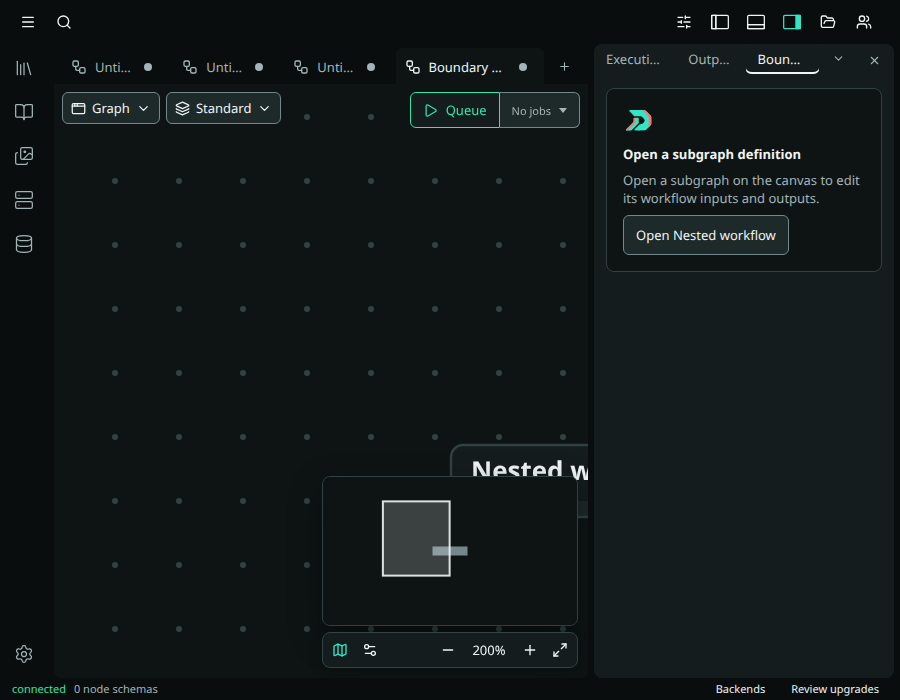 Unti...
Unti...
Unti...
Boundary ...
Graph
Standard
Queue
No jobs
Executi...
Outp...
Boun...
Open a subgraph definition
Open a subgraph on the canvas to edit
its workflow inputs and outputs.
Open Nested workflow
Nested w
200%
connected
0 node schemas
Backends
Review upgrades